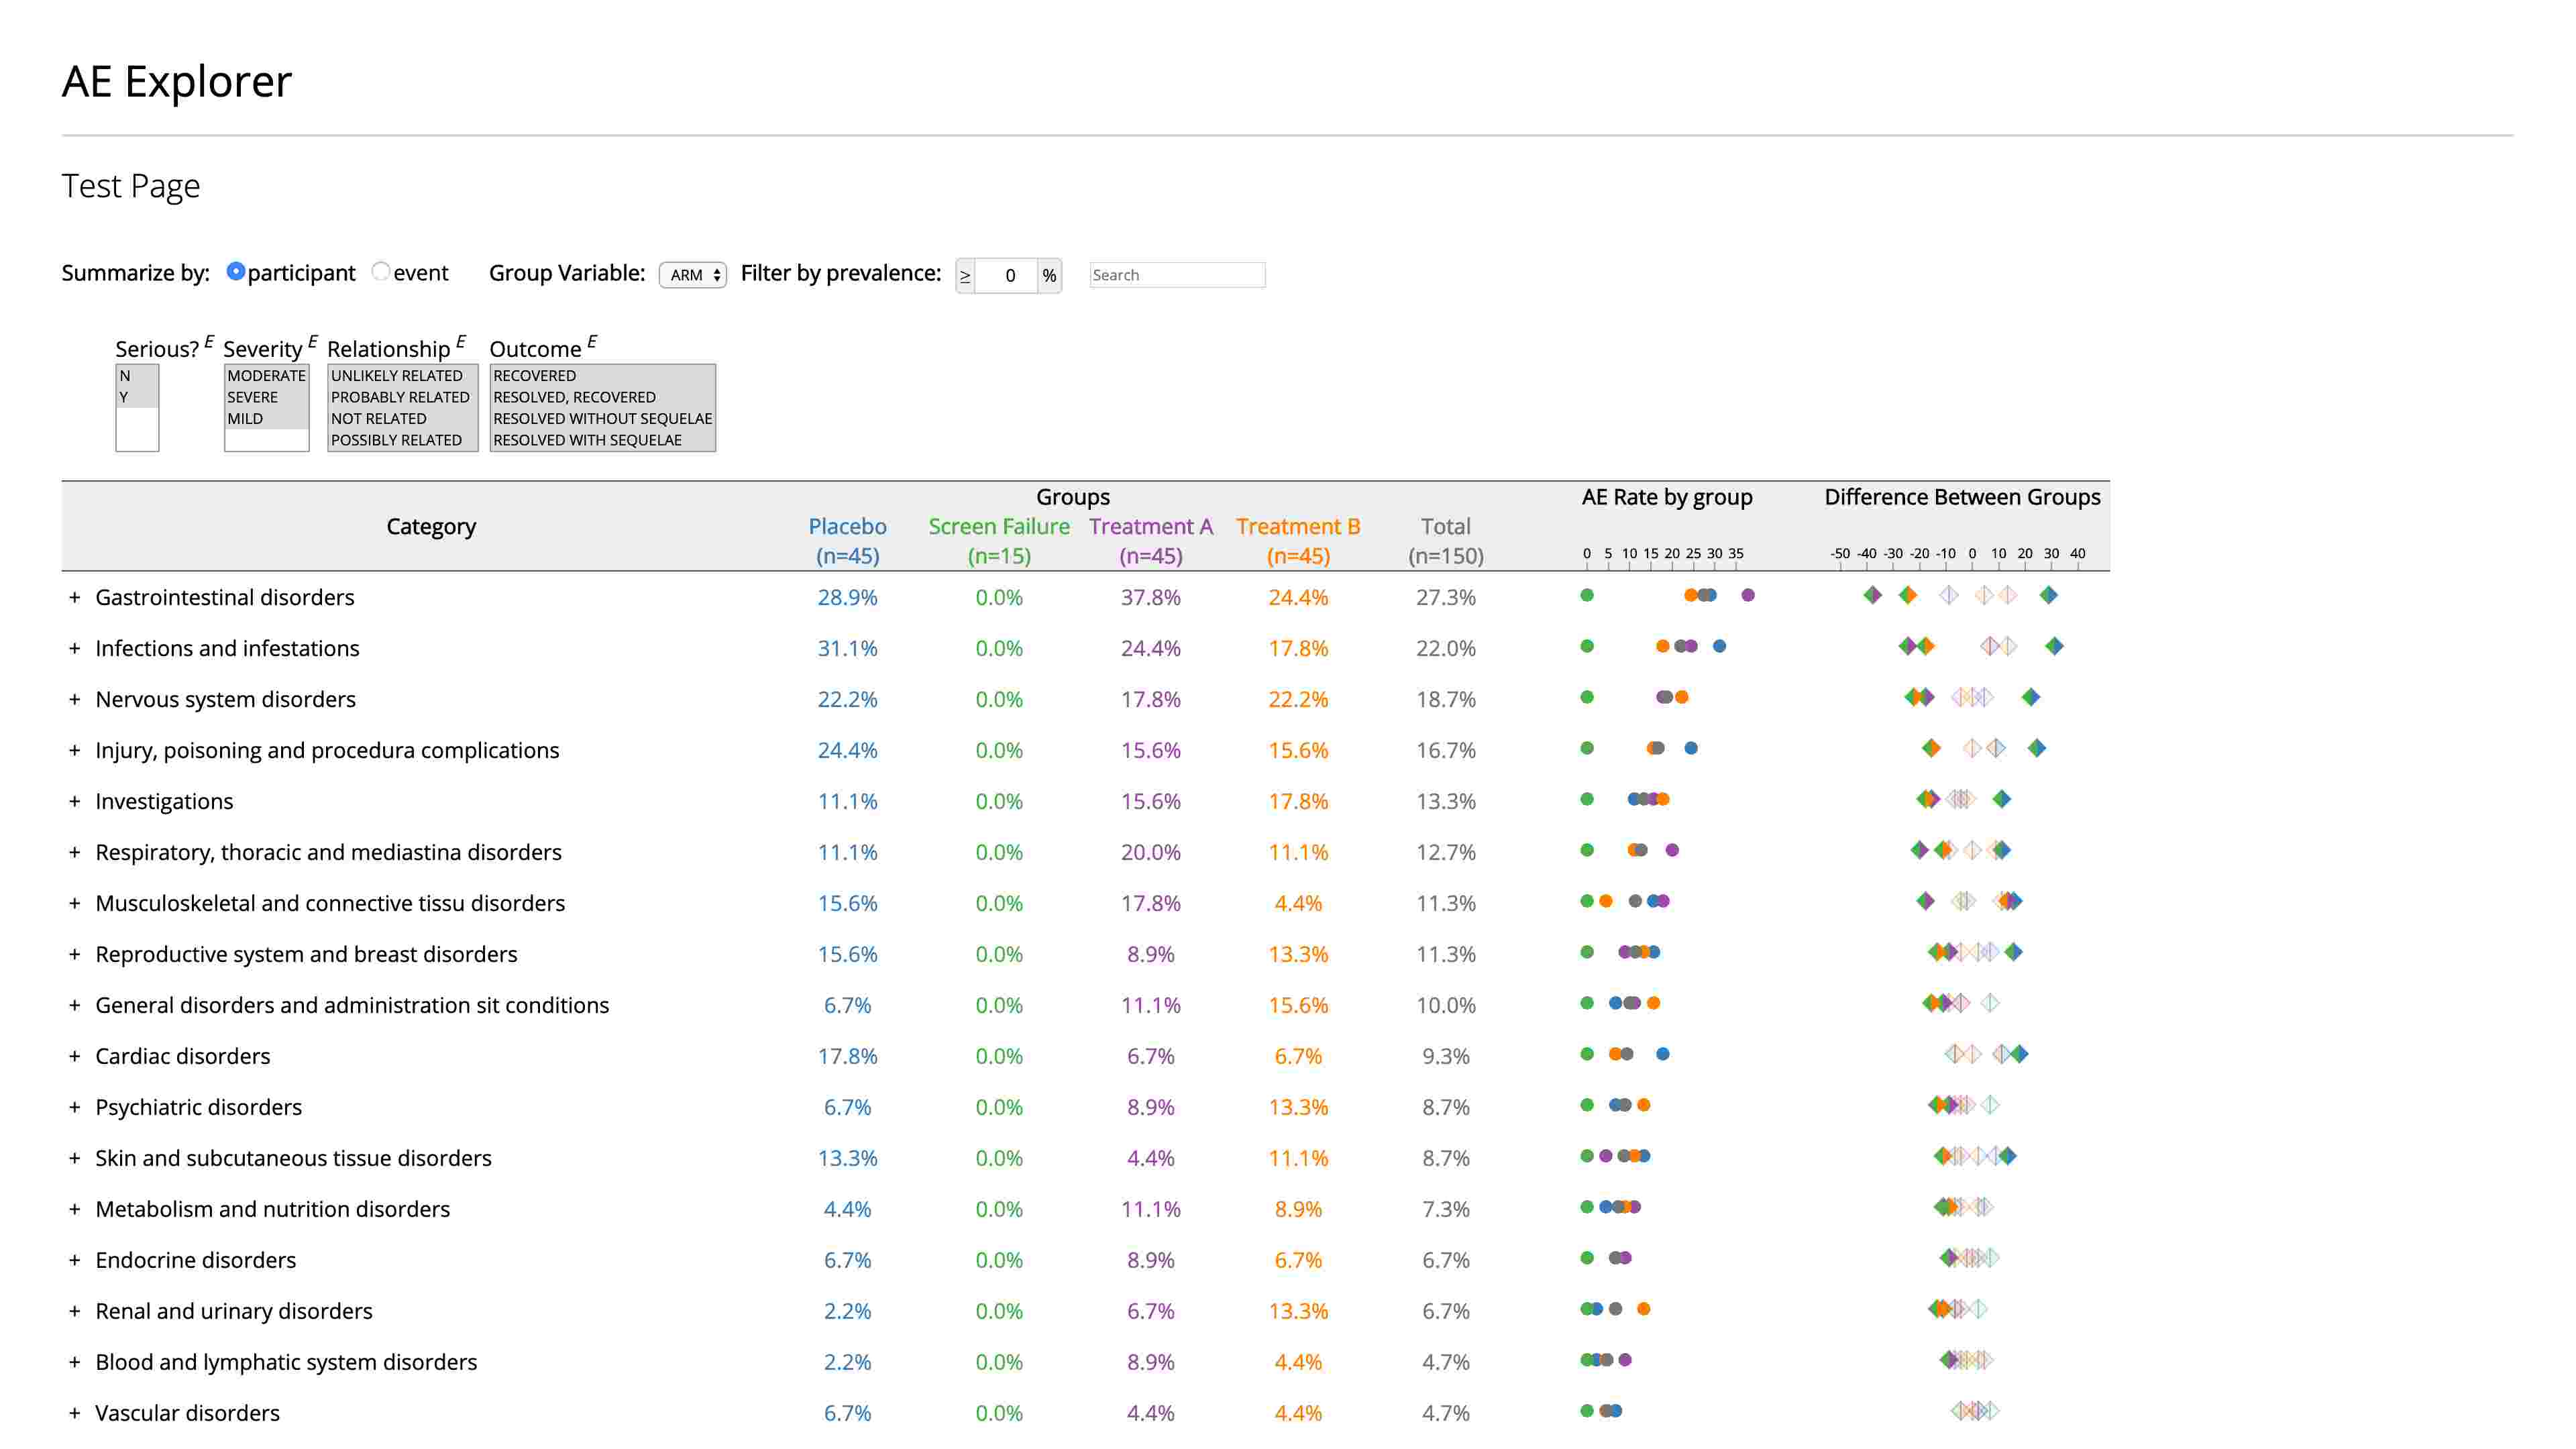 AE Explorer
Test Page
Summarize by: participant event Group Variable: ARM Filter by prevalence: ≥ 0 % Search
Serious? E Severity E Relationship E Outcome E
N MODERATE UNLIKELY RELATED RECOVERED
Y SEVERE PROBABLY RELATED RESOLVED, RECOVERED
MILD NOT RELATED RESOLVED WITHOUT SEQUELAE
POSSIBLY RELATED RESOLVED WITH SEQUELAE
Groups AE Rate by group Difference Between Groups
Category Placebo Screen Failure Treatment A Treatment B Total
(n=45) (n=15) (n=45) (n=45) (n=150) 0 5 10 15 20 25 30 35 -50 -40 -30 -20 -10 0 10 20 30 40
+ Gastrointestinal disorders 28.9% 0.0% 37.8% 24.4% 27.3%
+ Infections and infestations 31.1% 0.0% 24.4% 17.8% 22.0%
+ Nervous system disorders 22.2% 0.0% 17.8% 22.2% 18.7%
+ Injury, poisoning and procedura complications 24.4% 0.0% 15.6% 15.6% 16.7%
+ Investigations 11.1% 0.0% 15.6% 17.8% 13.3%
+ Respiratory, thoracic and mediastina disorders 11.1% 0.0% 20.0% 11.1% 12.7%
+ Musculoskeletal and connective tissu disorders 15.6% 0.0% 17.8% 4.4% 11.3%
+ Reproductive system and breast disorders 15.6% 0.0% 8.9% 13.3% 11.3%
+ General disorders and administration sit conditions 6.7% 0.0% 11.1% 15.6% 10.0%
+ Cardiac disorders 17.8% 0.0% 6.7% 6.7% 9.3%
+ Psychiatric disorders 6.7% 0.0% 8.9% 13.3% 8.7%
+ Skin and subcutaneous tissue disorders 13.3% 0.0% 4.4% 11.1% 8.7%
+ Metabolism and nutrition disorders 4.4% 0.0% 11.1% 8.9% 7.3%
+ Endocrine disorders 6.7% 0.0% 8.9% 6.7% 6.7%
+ Renal and urinary disorders 2.2% 0.0% 6.7% 13.3% 6.7%
+ Blood and lymphatic system disorders 2.2% 0.0% 8.9% 4.4% 4.7%
+ Vascular disorders 6.7% 0.0% 4.4% 4.4% 4.7%